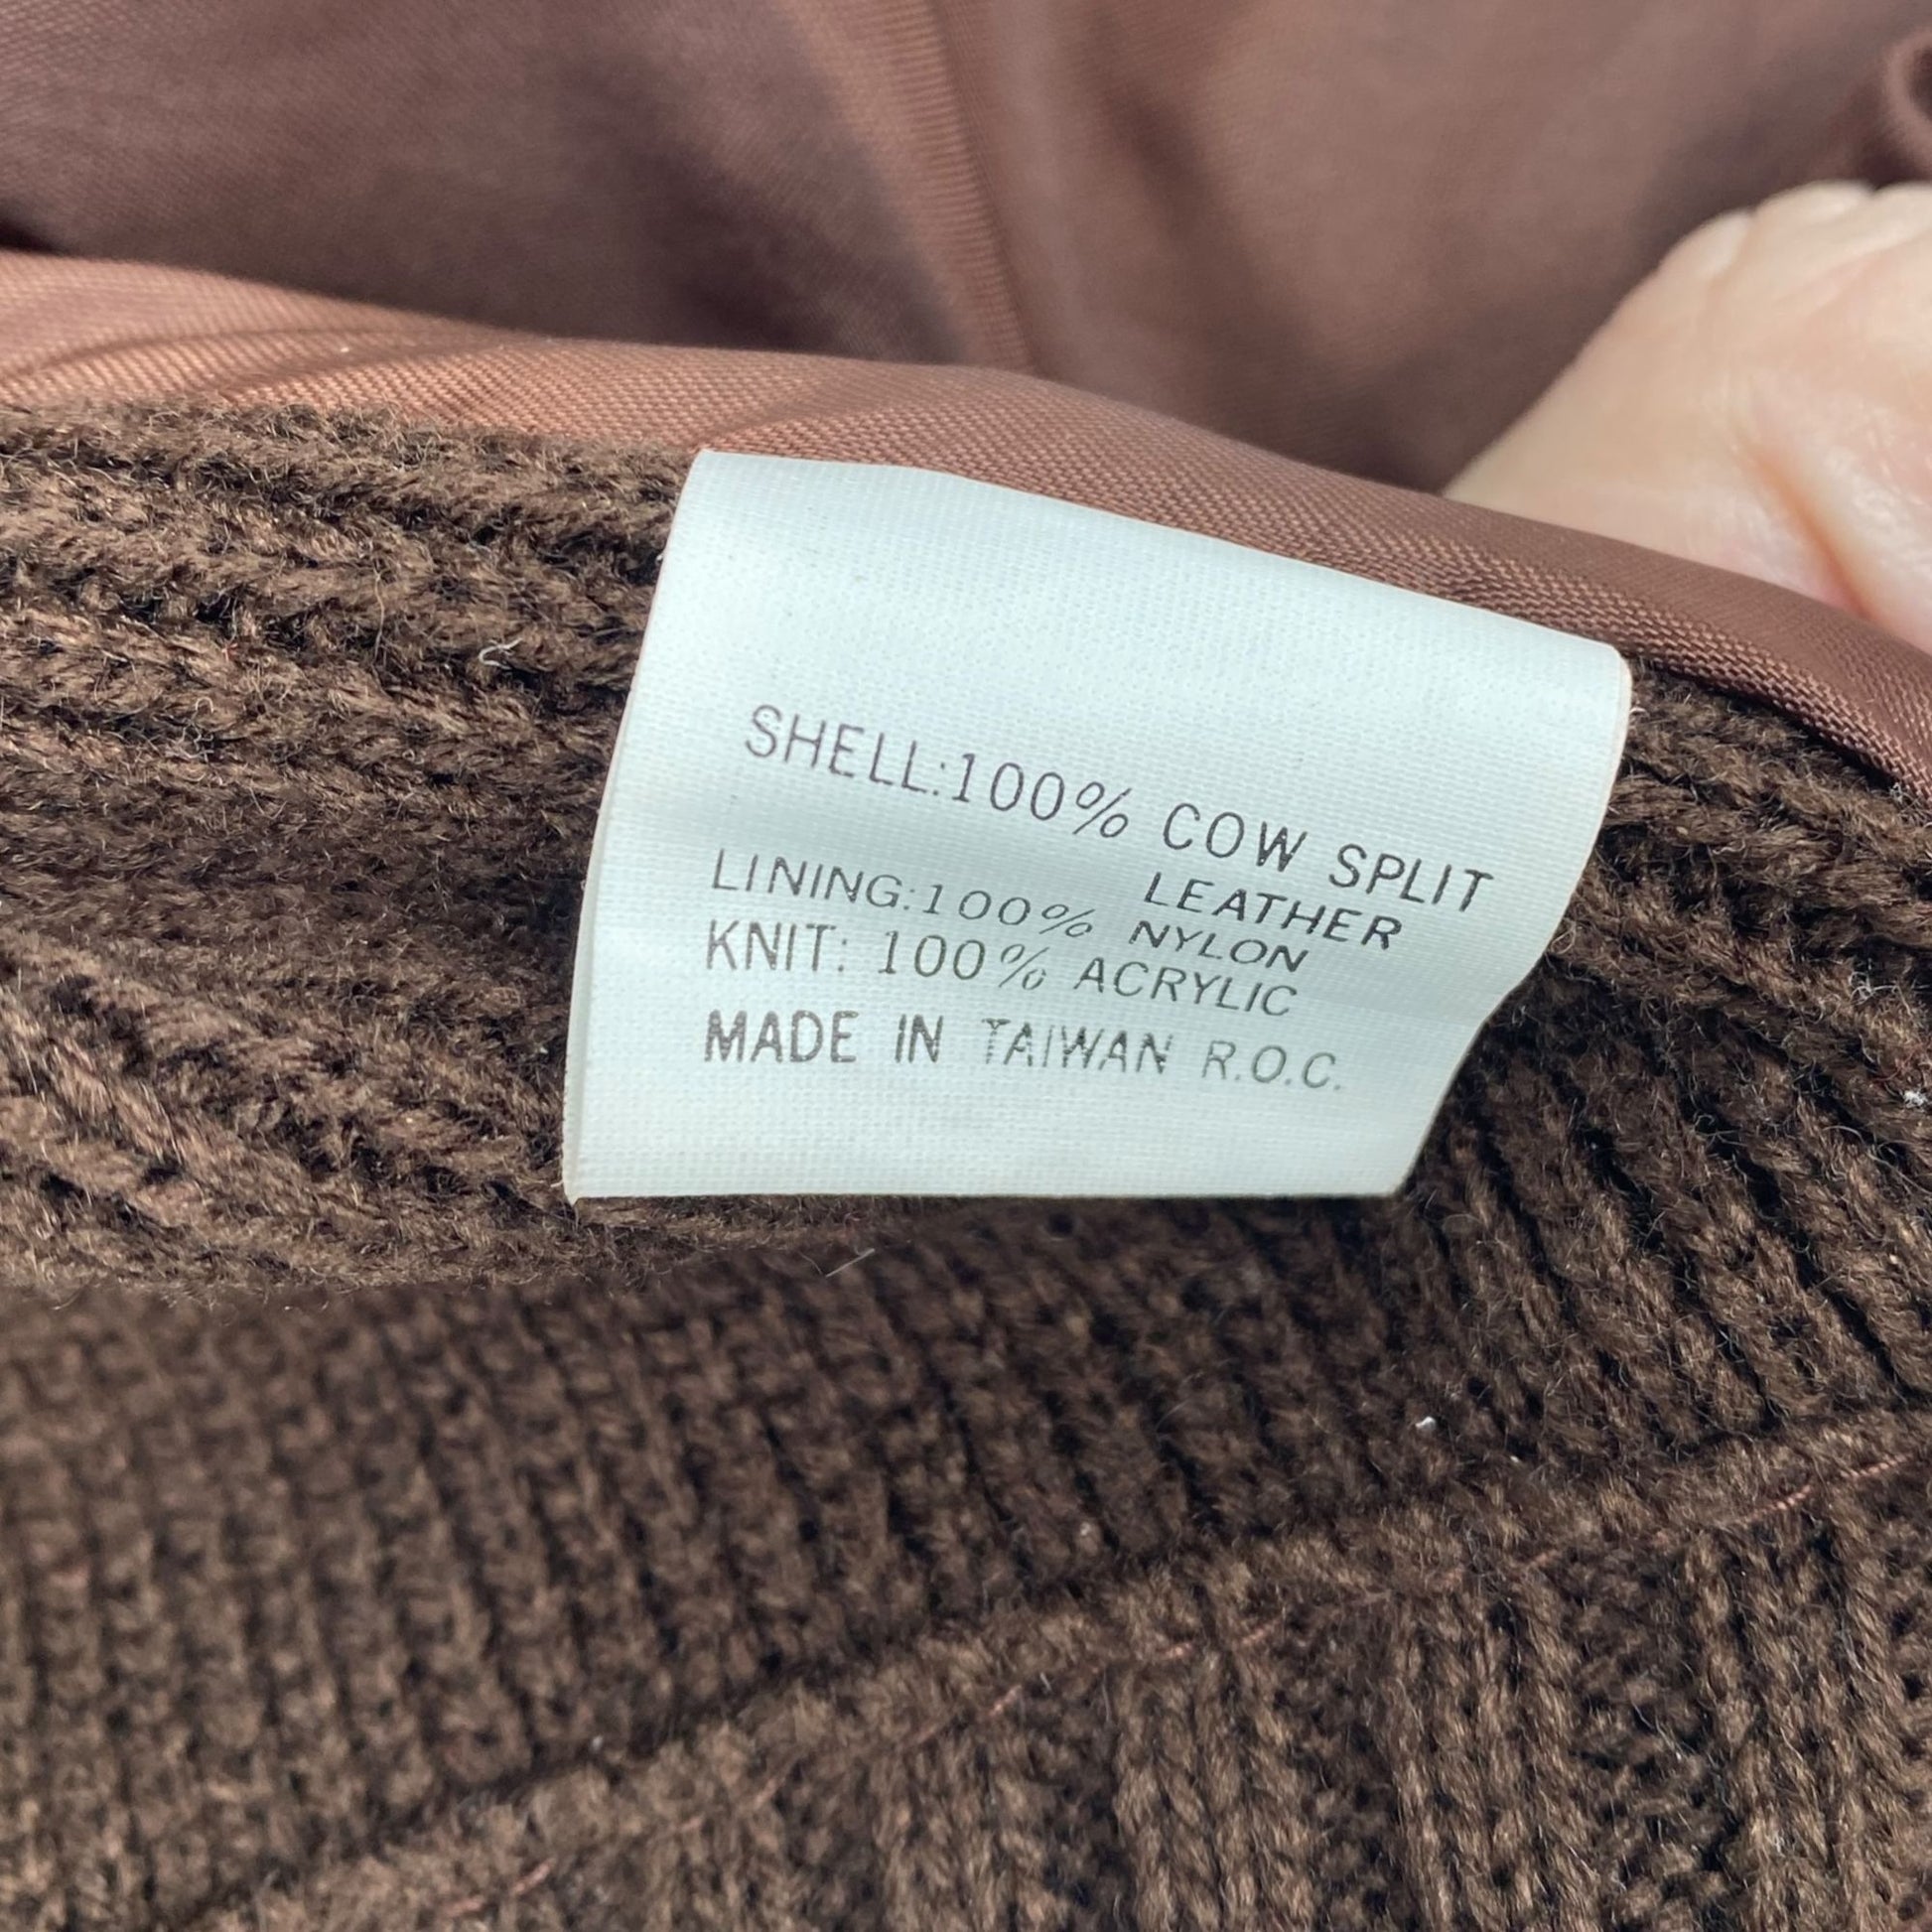 SHELL:100% COW SPLIT
LEATHER
LINING:100% NYLON
KNIT: 100% ACRYLIC
MADE IN TAIWAN R.O.C.